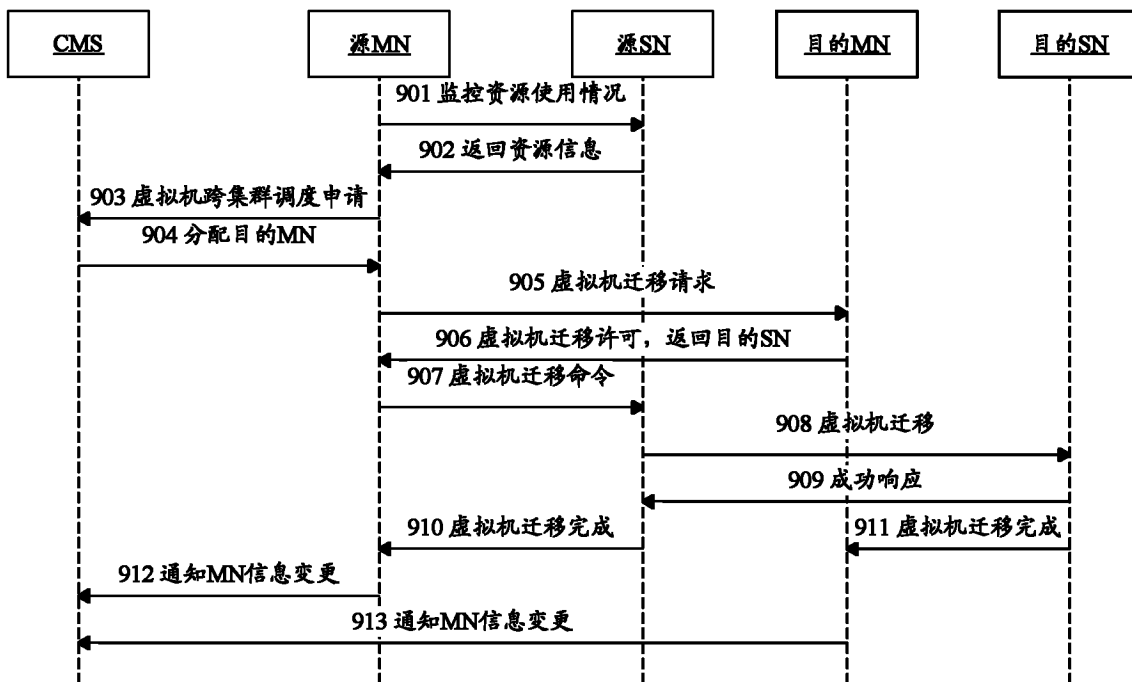 CMS
源MN
源SN
目的MN
目的SN
901 监控资源使用情况
902 返回资源信息
903 虚拟机跨集群调度申请
904 分配目的MN
905 虚拟机迁移请求
906 虚拟机迁移许可，返回目的SN
907 虚拟机迁移命令
908 虚拟机迁移
909 成功响应
910 虚拟机迁移完成
911 虚拟机迁移完成
912 通知MN信息变更
913 通知MN信息变更